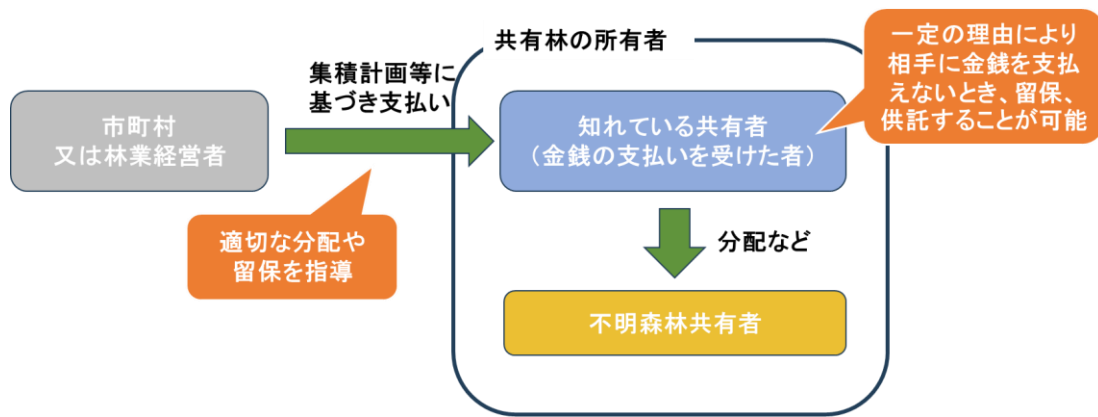 共有林の所有者
集積計画等に
基づき支払い
市町村
又は林業経営者
知れている共有者
（金銭の支払いを受けた者）
一定の理由により
相手に金銭を支払
えないとき、留保、
供託することが可能
適切な分配や
留保を指導
分配など
不明森林共有者